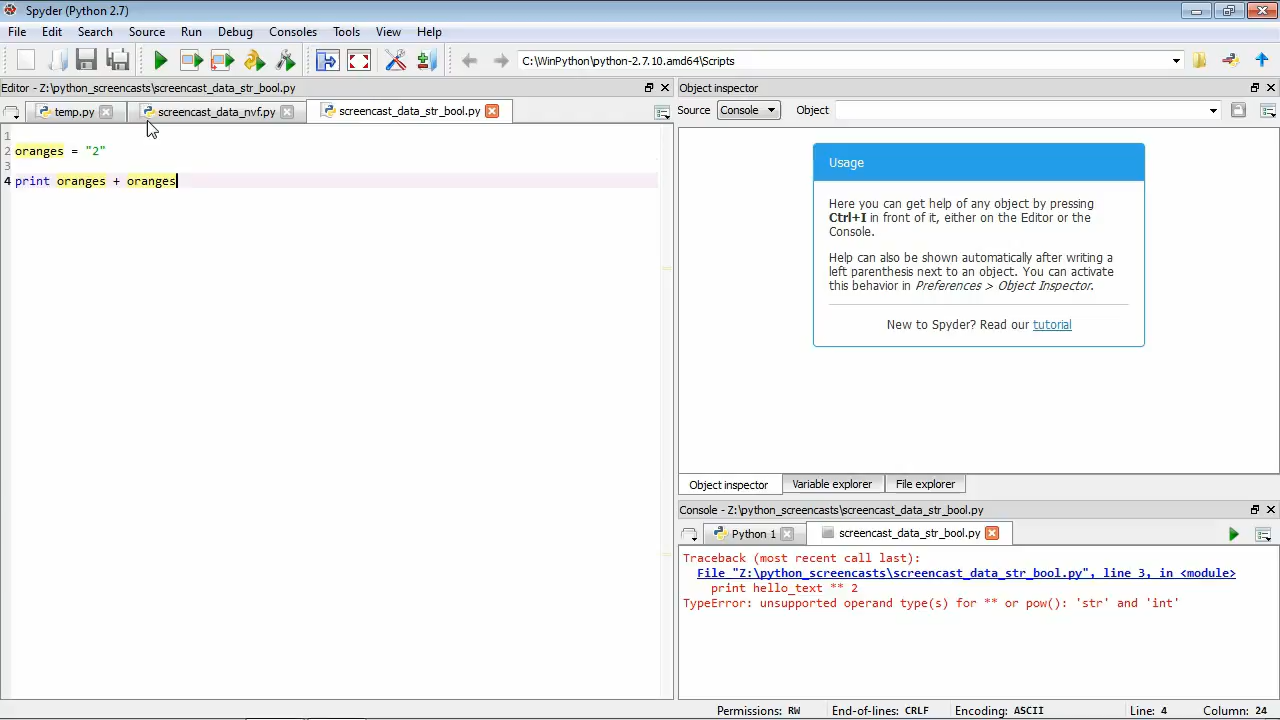 Spyder (Python 2.7)
File Edit Search Source Run Debug Consoles Tools View Help
C:\WinPython\python-2.7.10.amd64\Scripts
Editor - Z:\python_screencasts\screencast_data_str_bool.py
temp.py screencast_data_nvf.py screencast_data_str_bool.py
1
2 oranges = "2"
3
4 print oranges + oranges
Object inspector
Source Console Object
Usage
Here you can get help of any object by pressing
Ctrl+I in front of it, either on the Editor or the
Console.
Help can also be shown automatically after writing a
left parenthesis next to an object. You can activate
this behavior in Preferences > Object Inspector.
New to Spyder? Read our tutorial
Object inspector Variable explorer File explorer
Console - Z:\python_screencasts\screencast_data_str_bool.py
Python 1 screencast_data_str_bool.py
Traceback (most recent call last):
File "Z:\python_screencasts\screencast_data_str_bool.py", line 3, in <module>
print hello_text ** 2
TypeError: unsupported operand type(s) for ** or pow(): 'str' and 'int'
Permissions: RW End-of-lines: CRLF Encoding: ASCII Line: 4 Column: 24